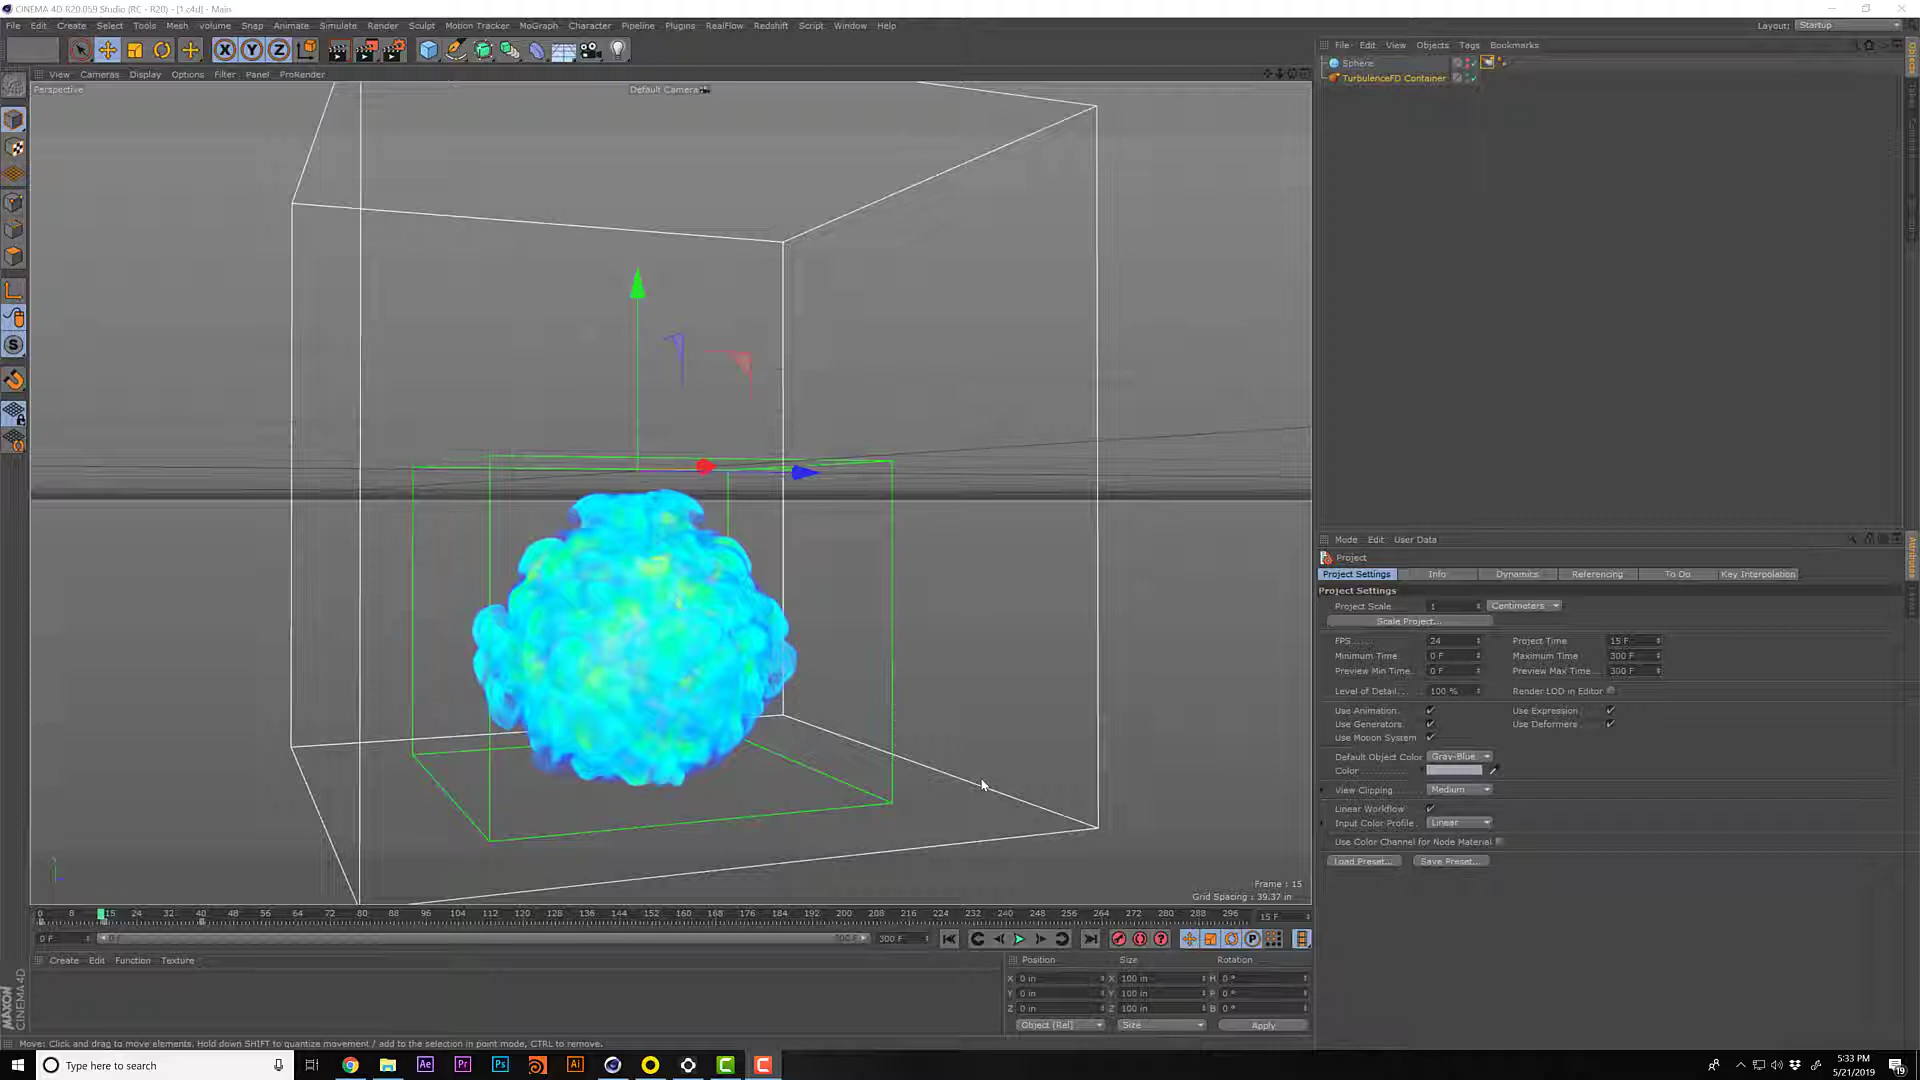 CINEMA 4D R20.059 Studio (RC - R20) - [1.c4d] - Main
File Edit Create Select Tools Mesh Volume Snap Animate Simulate Render Sculpt Motion Tracker MoGraph Character Pipeline Plugins RealFlow Redshift Script Window Help
Layout: Startup
File Edit View Objects Tags Bookmarks
View Cameras Display Options Filter Panel ProRender
Perspective
Default Camera
Sphere
TurbulenceFD Container
Objects
Mode Edit User Data
Project
Project Settings Info Dynamics Referencing To Do Key Interpolation
Attributes
Project Settings
Project Scale 1 Centimeters
Scale Project...
FPS 24 Project Time 15 F
Minimum Time 0 F Maximum Time 300 F
Preview Min Time 0 F Preview Max Time 300 F
Level of Detail 100 % Render LOD in Editor
Use Animation Use Expression
Use Generators Use Deformers
Use Motion System
Default Object Color Gray-Blue
Color
View Clipping Medium
Linear Workflow
Input Color Profile Linear
Use Color Channel for Node Material
Load Preset... Save Preset...
Frame : 15
Grid Spacing : 39.37 in
0 8 15 24 32 40 48 56 64 72 80 88 96 104 112 120 128 136 144 152 160 168 176 184 192 200 208 216 224 232 240 248 256 264 272 280 288 296 15 F
0 F 0 F 300 F 300 F
Create Edit Function Texture
Position Size Rotation
X 0 in X 100 in H 0 °
Y 0 in Y 100 in P 0 °
Z 0 in Z 100 in B 0 °
Object (Rel) Size Apply
MAXON CINEMA 4D
Move: Click and drag to move elements. Hold down SHIFT to quantize movement / add to the selection in point mode, CTRL to remove.
Type here to search
5:33 PM
5/21/2019
19